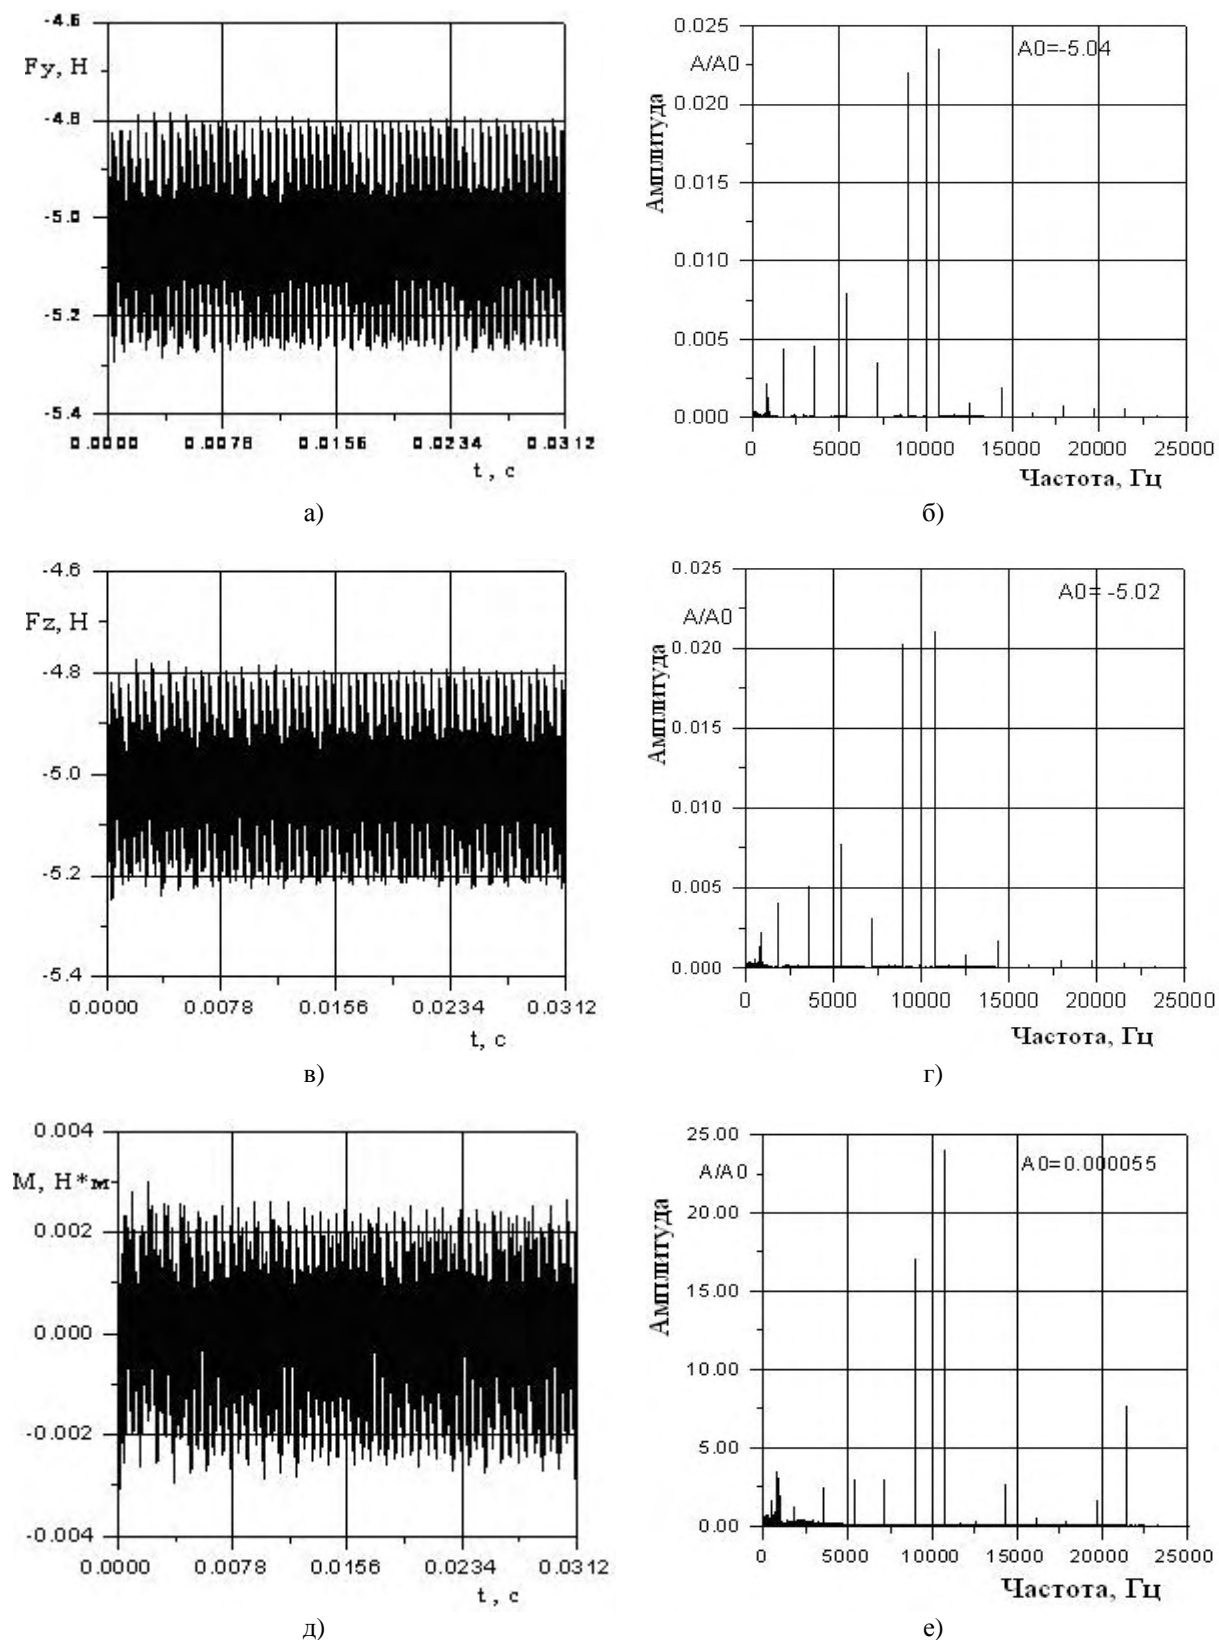 -4.6
Fy, Н
-4.8
-5.0
-5.2
-5.4
0.0000 0.0078 0.0156 0.0234 0.0312
t, с
а)
0.025
A/A0
A0=-5.04
0.020
Амплитуда
0.015
0.010
0.005
0.000
0 5000 10000 15000 20000 25000
Частота, Гц
б)
-4.6
Fz, Н
-4.8
-5.0
-5.2
-5.4
0.0000 0.0078 0.0156 0.0234 0.0312
t, с
в)
0.025
A/A0
A0= -5.02
0.020
Амплитуда
0.015
0.010
0.005
0.000
0 5000 10000 15000 20000 25000
Частота, Гц
г)
0.004
М, Н*м
0.002
0.000
-0.002
-0.004
0.0000 0.0078 0.0156 0.0234 0.0312
t, с
д)
25.00
A/A0
A0=0.000055
20.00
Амплитуда
15.00
10.00
5.00
0.00
0 5000 10000 15000 20000 25000
Частота, Гц
е)